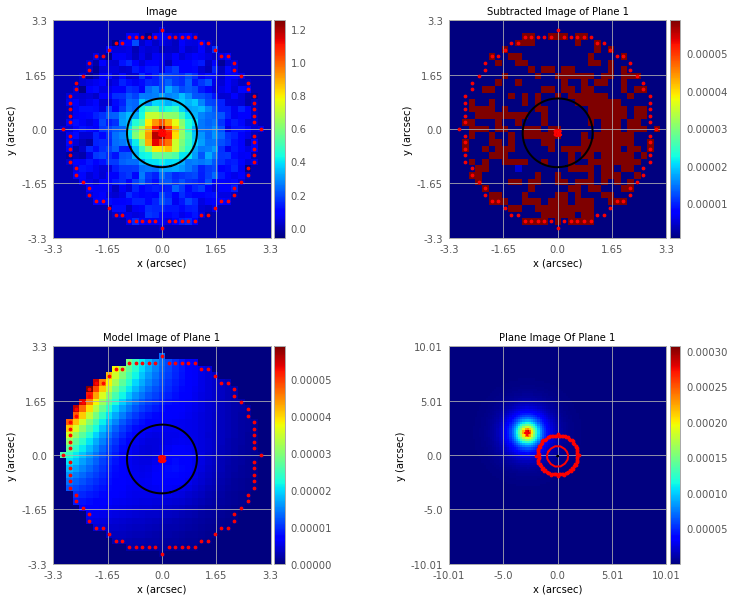 Image
3.3
1.65
0.0
-1.65
-3.3
y (arcsec)
-3.3 -1.65 0.0 1.65 3.3
x (arcsec)
1.2
1.0
0.8
0.6
0.4
0.2
0.0
Subtracted Image of Plane 1
3.3
1.65
0.0
-1.65
-3.3
y (arcsec)
-3.3 -1.65 0.0 1.65 3.3
x (arcsec)
0.00005
0.00004
0.00003
0.00002
0.00001
Model Image of Plane 1
3.3
1.65
0.0
-1.65
-3.3
y (arcsec)
-3.3 -1.65 0.0 1.65 3.3
x (arcsec)
0.00005
0.00004
0.00003
0.00002
0.00001
0.00000
Plane Image Of Plane 1
10.01
5.01
0.0
-5.0
-10.01
y (arcsec)
-10.01 -5.0 0.0 5.01 10.01
x (arcsec)
0.00030
0.00025
0.00020
0.00015
0.00010
0.00005